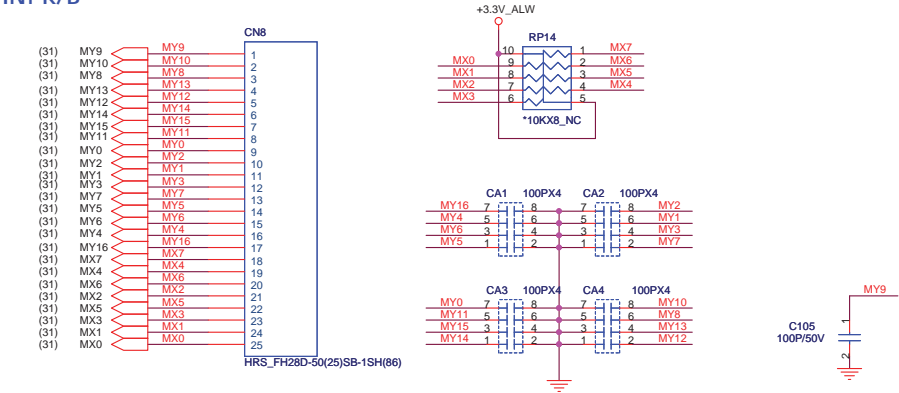 +3.3V_ALW
CN8
RP14
(31) MY9 MY9 1
(31) MY10 MY10 2
(31) MY8 MY8 3
(31) MY13 MY13 4
(31) MY12 MY12 5
(31) MY14 MY14 6
(31) MY15 MY15 7
(31) MY11 MY11 8
(31) MY0 MY0 9
(31) MY2 MY2 10
(31) MY1 MY1 11
(31) MY3 MY3 12
(31) MY7 MY7 13
(31) MY5 MY5 14
(31) MY6 MY6 15
(31) MY4 MY4 16
(31) MY16 MY16 17
(31) MX7 MX7 18
(31) MX4 MX4 19
(31) MX6 MX6 20
(31) MX2 MX2 21
(31) MX5 MX5 22
(31) MX3 MX3 23
(31) MX1 MX1 24
(31) MX0 MX0 25
HRS_FH28D-50(25)SB-1SH(86)
10 1 MX7
MX0 9 2 MX6
MX1 8 3 MX5
MX2 7 4 MX4
MX3 6 5
*10KX8_NC
CA1 100PX4 CA2 100PX4
MY16 7 8 7 8 MY2
MY4 5 6 5 6 MY1
MY6 3 4 3 4 MY3
MY5 1 2 1 2 MY7
CA3 100PX4 CA4 100PX4
MY0 7 8 7 8 MY10
MY11 5 6 5 6 MY8
MY15 3 4 3 4 MY13
MY14 1 2 1 2 MY12
MY9
1
C105
100P/50V
2